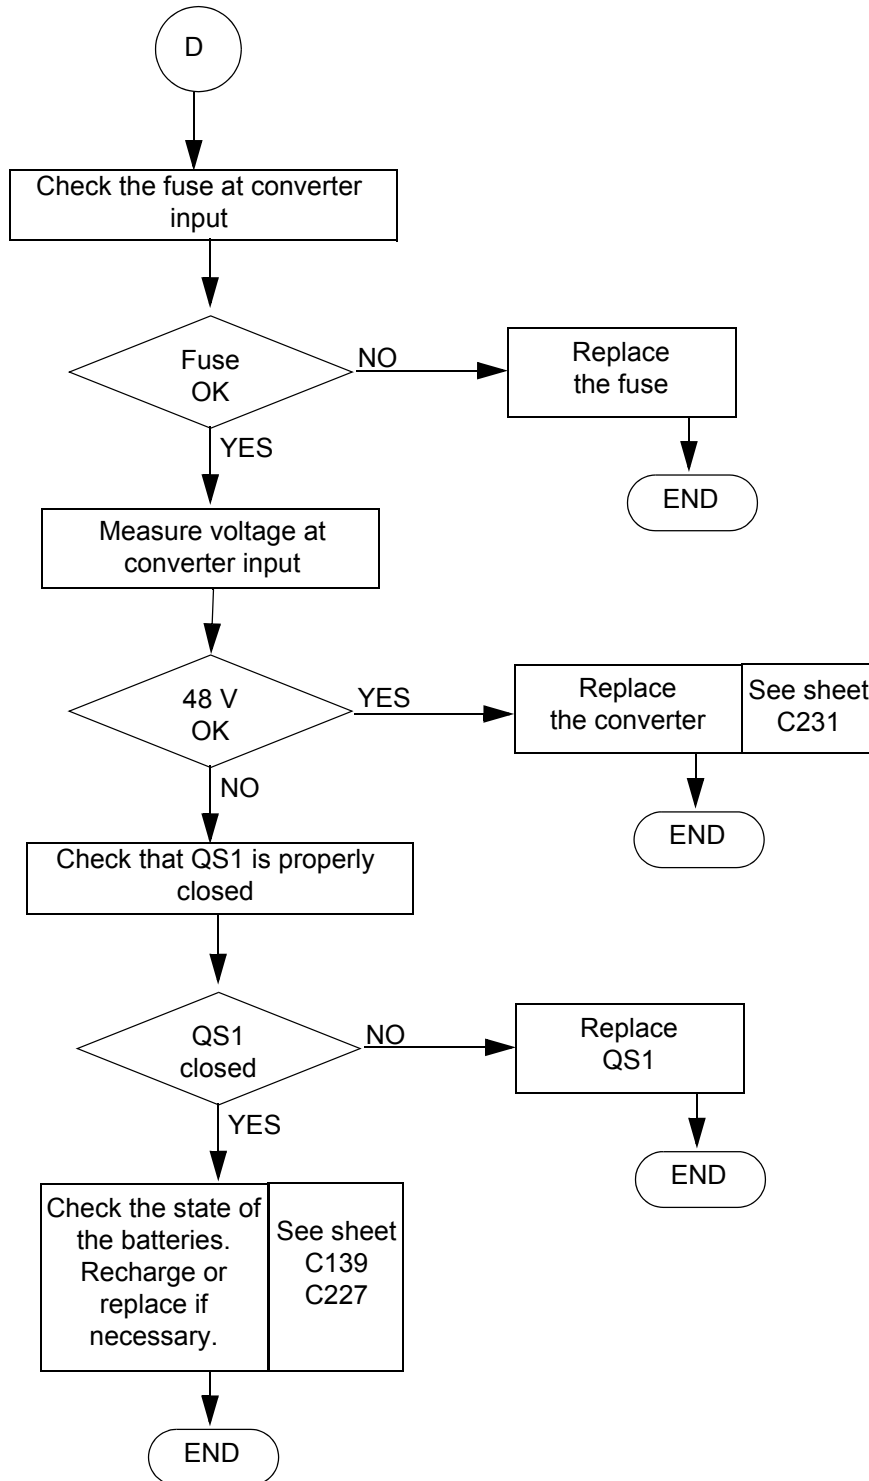 D
Check the fuse at converter
input
Fuse
OK
NO
Replace
the fuse
YES
END
Measure voltage at
converter input
48 V
OK
YES
Replace
the converter
See sheet
C231
NO
END
Check that QS1 is properly
closed
QS1
closed
NO
Replace
QS1
YES
END
Check the state of
the batteries.
Recharge or
replace if
necessary.
See sheet
C139
C227
END